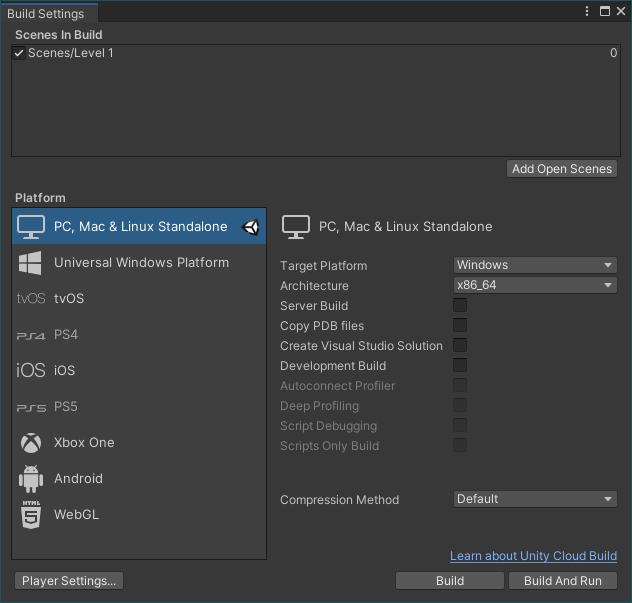 Build Settings
Scenes In Build
Scenes/Level 1 0
Add Open Scenes
Platform
PC, Mac & Linux Standalone
Universal Windows Platform
tvOS tvOS
PS4 PS4
iOS iOS
PS5 PS5
Xbox One
Android
HTML 5 WebGL
PC, Mac & Linux Standalone
Target Platform Windows
Architecture x86_64
Server Build
Copy PDB files
Create Visual Studio Solution
Development Build
Autoconnect Profiler
Deep Profiling
Script Debugging
Scripts Only Build
Compression Method Default
Learn about Unity Cloud Build
Player Settings...
Build
Build And Run